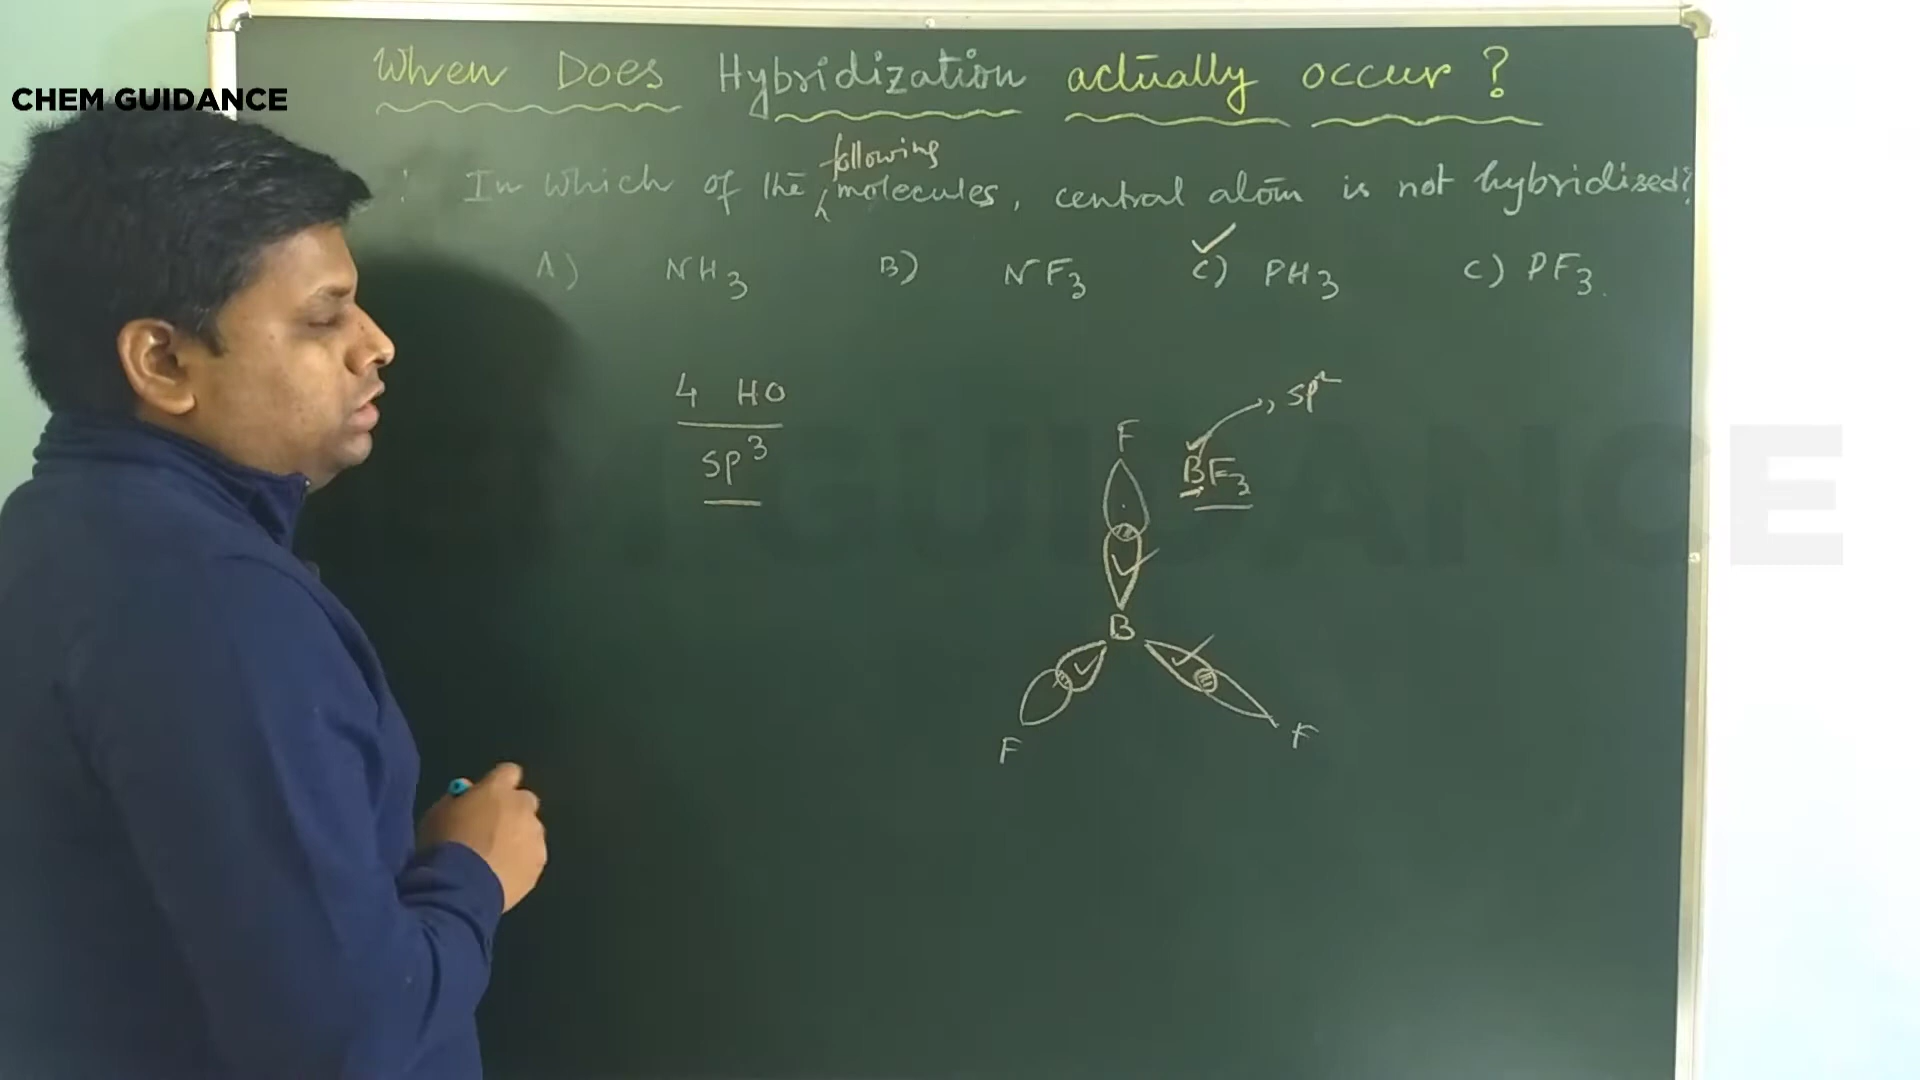 CHEM GUIDANCE
When Does Hybridization actually occur ?
following
: In which of the molecules, central atom is not hybridised?
A) NH3 B) NF3 C) PH3 C) PF3.
4 HO
sp3
sp2
BF3
F
B
F F
GUIDANCE